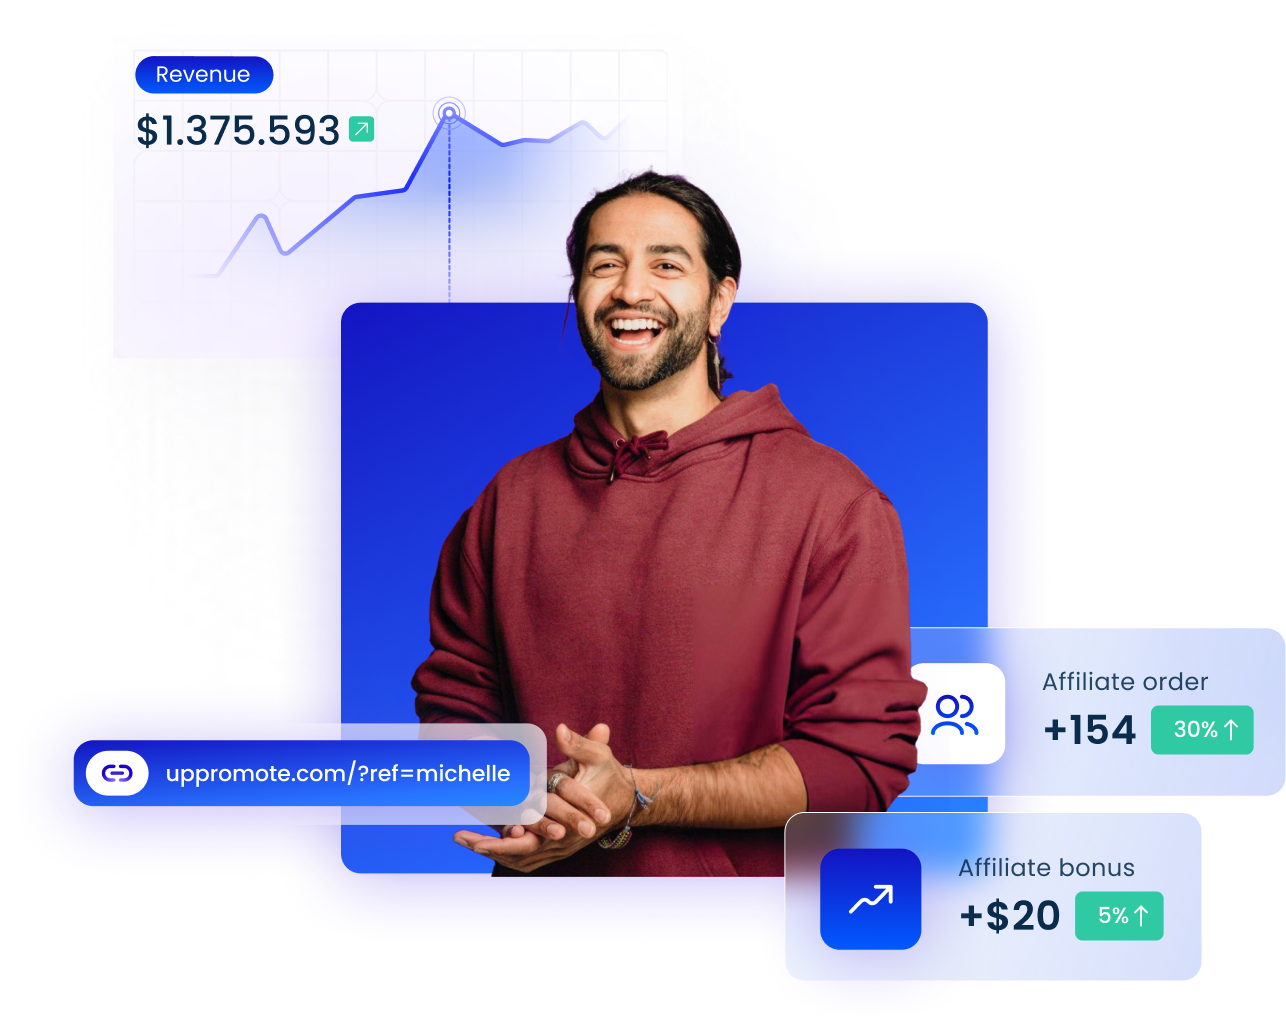 Revenue
$1.375.593
Affiliate order
+154 30%
uppromote.com/?ref=michelle
Affiliate bonus
+$20 5%